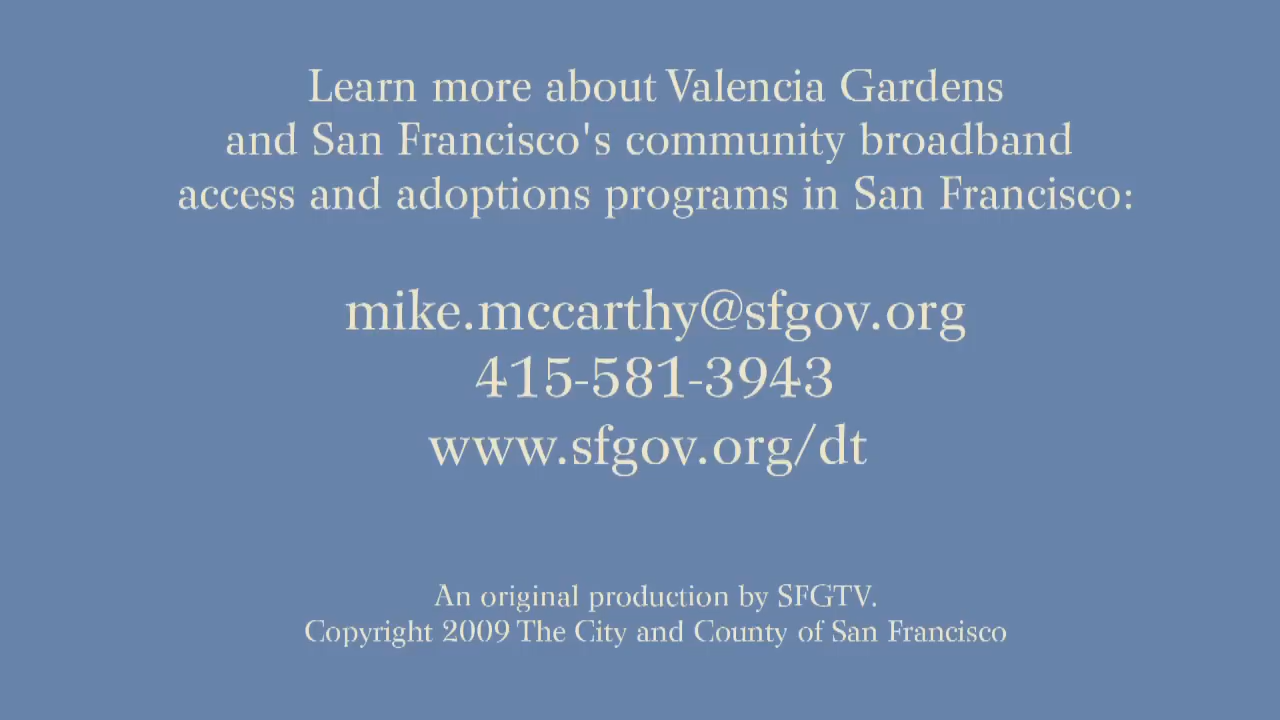 Learn more about Valencia Gardens
and San Francisco's community broadband
access and adoptions programs in San Francisco:
mike.mccarthy@sfgov.org
415-581-3943
www.sfgov.org/dt
An original production by SFGTV.
Copyright 2009 The City and County of San Francisco